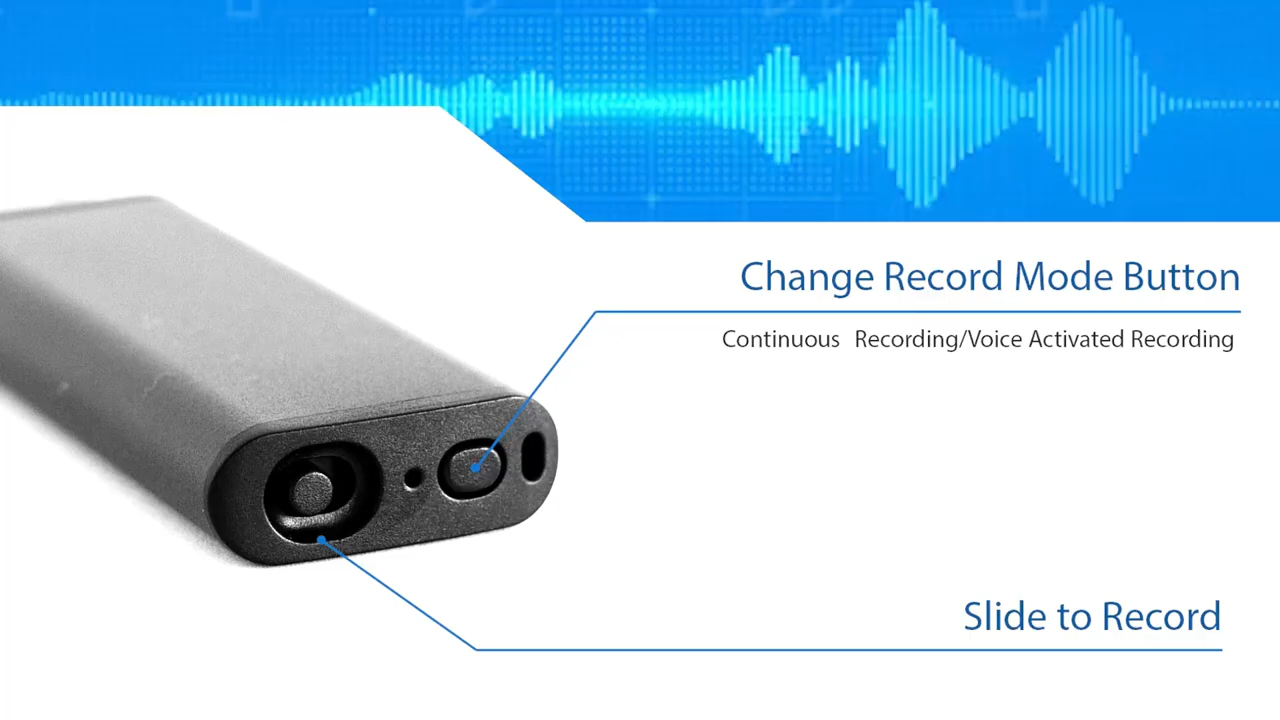 Change Record Mode Button
Continuous Recording/Voice Activated Recording
Slide to Record